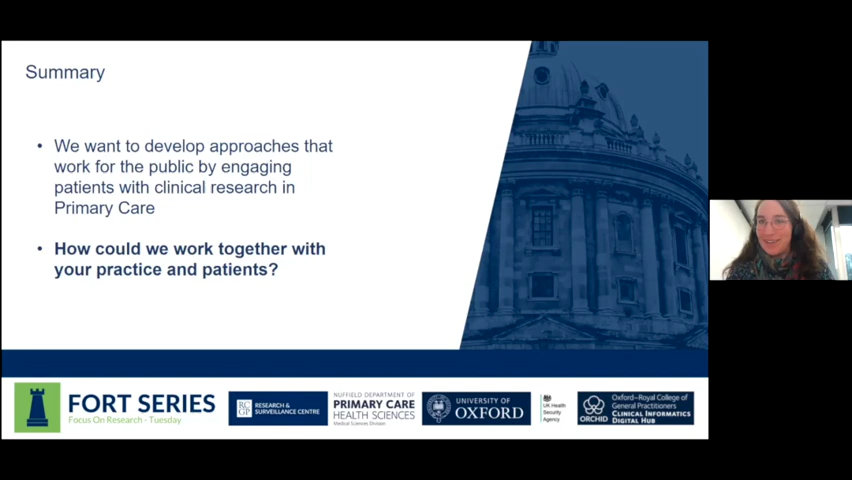 Summary
• We want to develop approaches that
work for the public by engaging
patients with clinical research in
Primary Care
• How could we work together with
your practice and patients?
FORT SERIES
Focus On Research - Tuesday
RC
GP
RESEARCH &
SURVEILLANCE CENTRE
NUFFIELD DEPARTMENT OF
PRIMARY CARE
HEALTH SCIENCES
Medical Sciences Division
UNIVERSITY OF
OXFORD
UK Health
Security
Agency
ORCHID
Oxford-Royal College of
General Practitioners
CLINICAL INFORMATICS
DIGITAL HUB